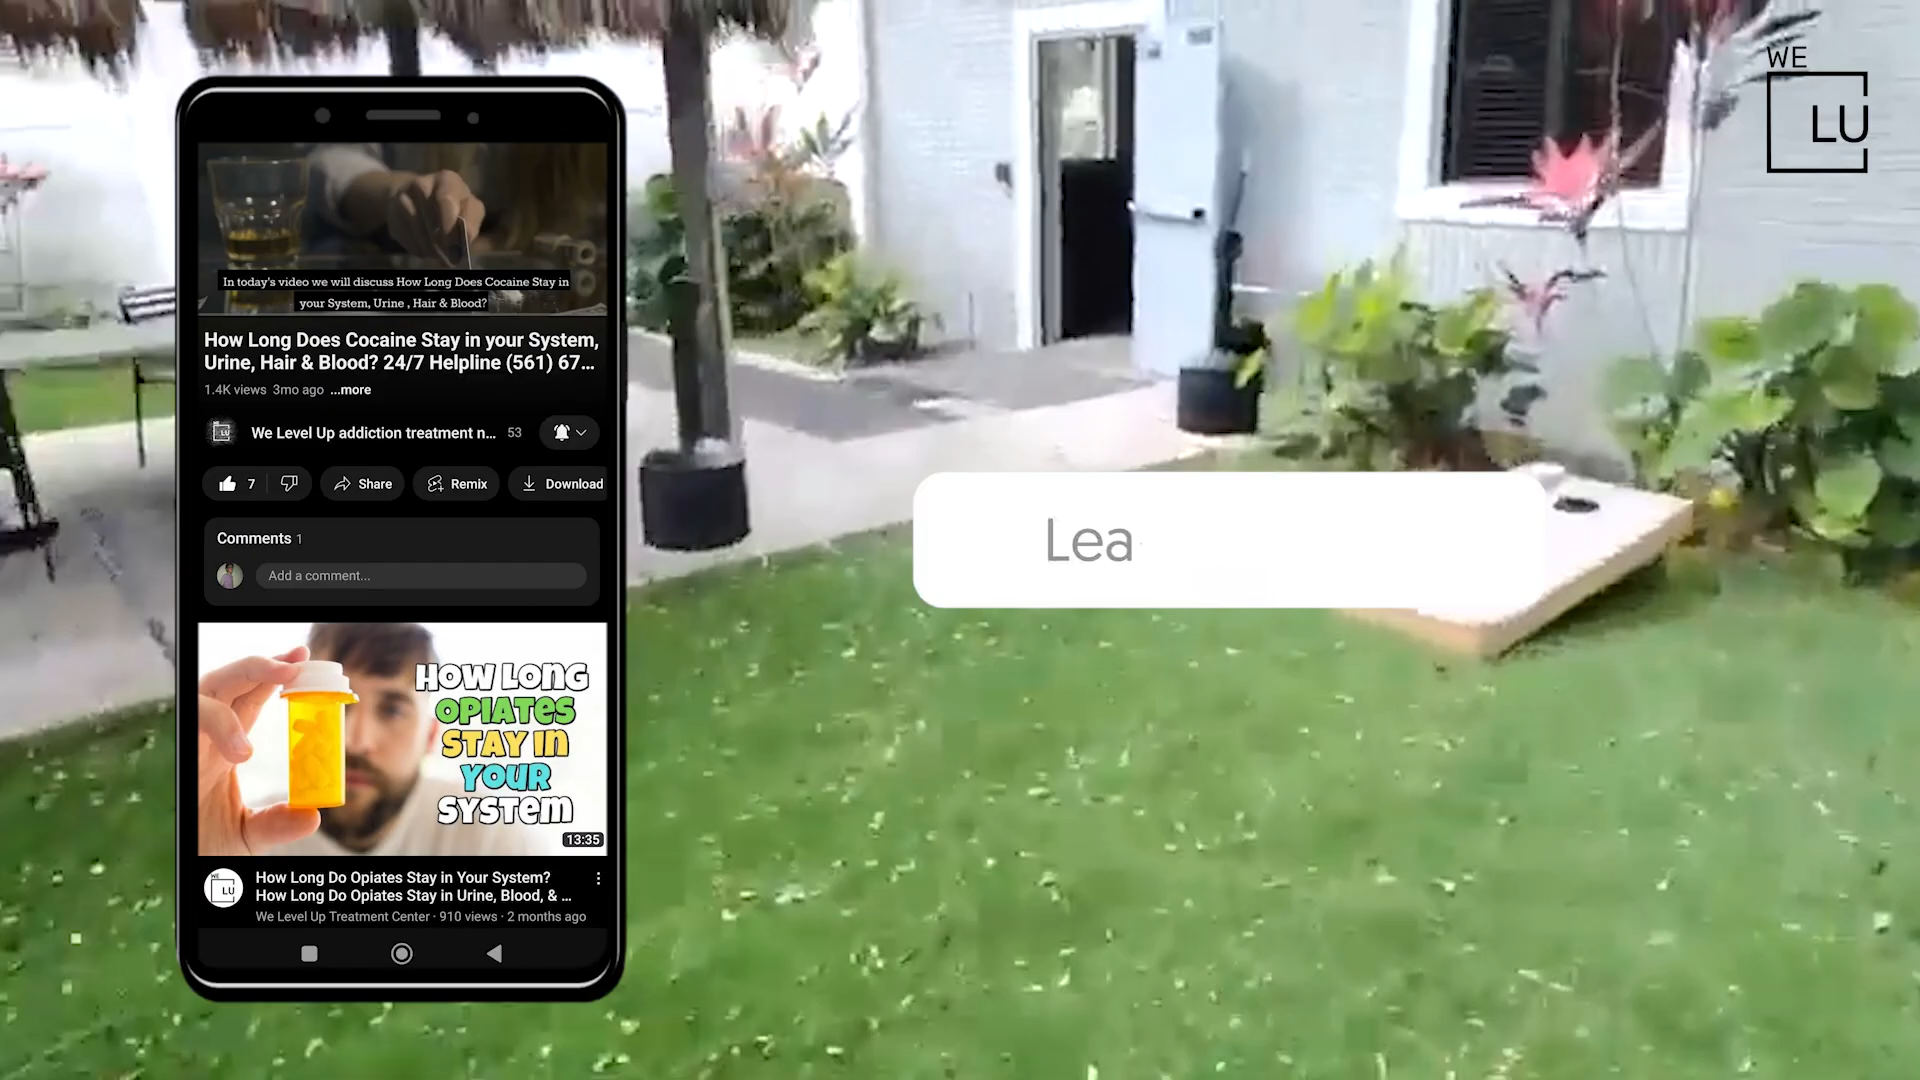 WE
LU
In today's video we will discuss How Long Does Cocaine Stay in
your System, Urine , Hair & Blood?
How Long Does Cocaine Stay in your System,
Urine, Hair & Blood? 24/7 Helpline (561) 67...
1.4K views 3mo ago ...more
LU
We Level Up addiction treatment n... 53
7 Share Remix Download
Comments 1
Add a comment...
HOW LONG
OPIATES
STAY IN
YOUR
SYSTEM
13:35
WE
LU
How Long Do Opiates Stay in Your System?
How Long Do Opiates Stay in Urine, Blood, & ...
We Level Up Treatment Center · 910 views · 2 months ago
Lea